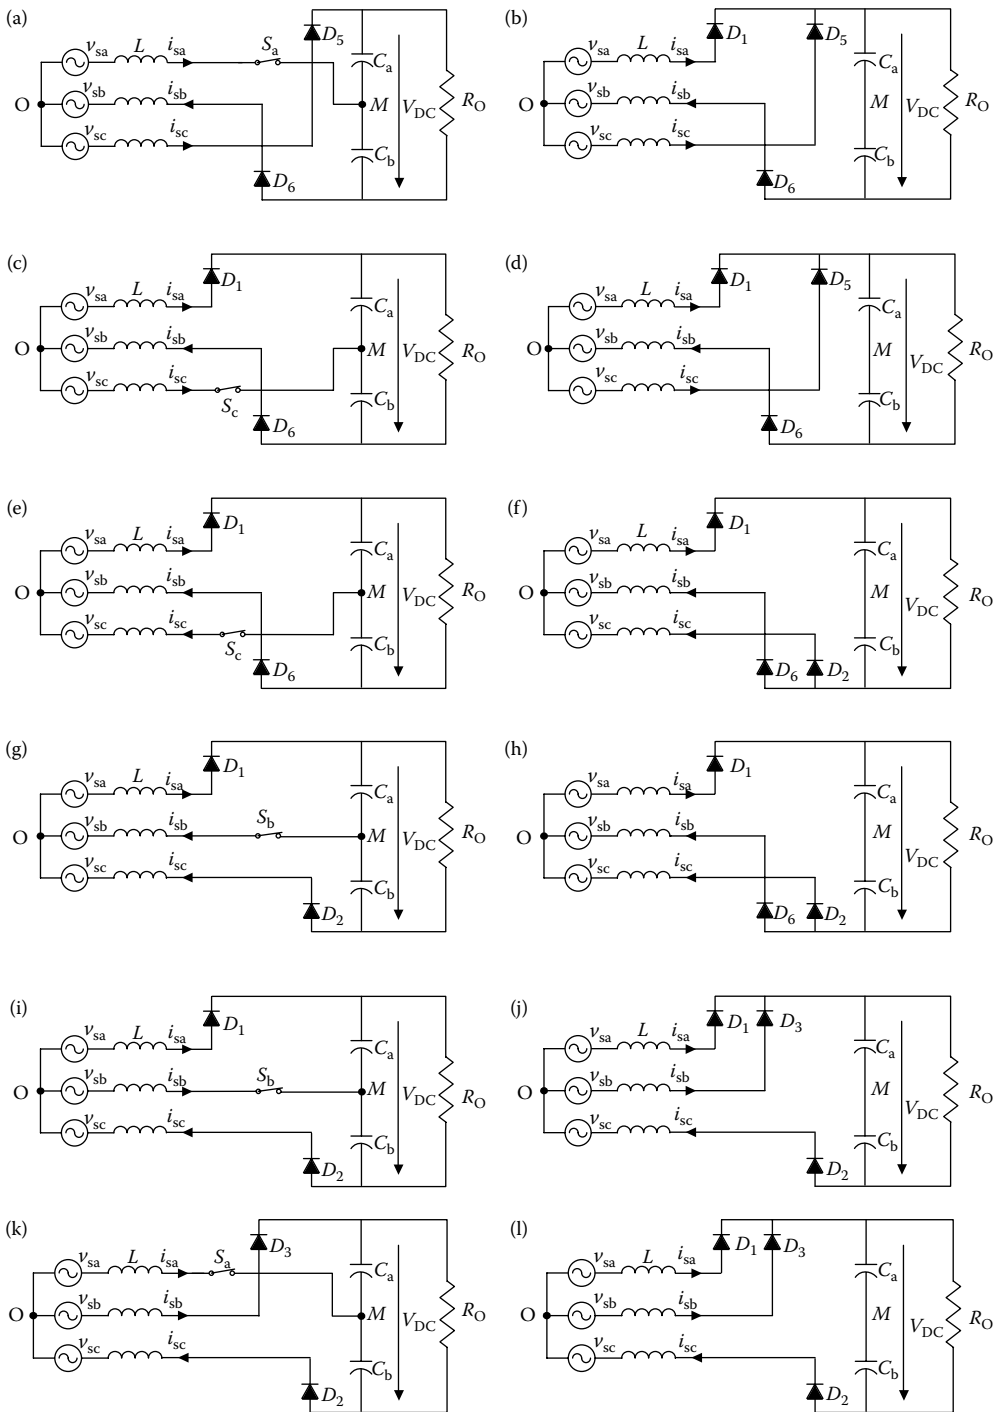 (a)
v_sa L i_sa S_a D_5 C_a
O v_sb i_sb M V_DC R_O
v_sc i_sc C_b
D_6
(b)
v_sa L i_sa D_1 D_5 C_a
O v_sb i_sb M V_DC R_O
v_sc i_sc C_b
D_6
(c)
v_sa L i_sa D_1 C_a
O v_sb i_sb M V_DC R_O
v_sc i_sc S_c C_b
D_6
(d)
v_sa L i_sa D_1 D_5 C_a
O v_sb i_sb M V_DC R_O
v_sc i_sc C_b
D_6
(e)
v_sa L i_sa D_1 C_a
O v_sb i_sb M V_DC R_O
v_sc i_sc S_c C_b
D_6
(f)
v_sa L i_sa D_1 C_a
O v_sb i_sb M V_DC R_O
v_sc i_sc C_b
D_6 D_2
(g)
v_sa L i_sa D_1 C_a
O v_sb i_sb S_b M V_DC R_O
v_sc i_sc C_b
D_2
(h)
v_sa i_sa D_1 C_a
O v_sb i_sb M V_DC R_O
v_sc i_sc C_b
D_6 D_2
(i)
v_sa L i_sa D_1 C_a
O v_sb i_sb S_b M V_DC R_O
v_sc i_sc C_b
D_2
(j)
v_sa L i_sa D_1 D_3 C_a
O v_sb i_sb M V_DC R_O
v_sc i_sc C_b
D_2
(k)
v_sa L i_sa S_a D_3 C_a
O v_sb i_sb M V_DC R_O
v_sc i_sc C_b
D_2
(l)
v_sa L i_sa D_1 D_3 C_a
O v_sb i_sb M V_DC R_O
v_sc i_sc C_b
D_2